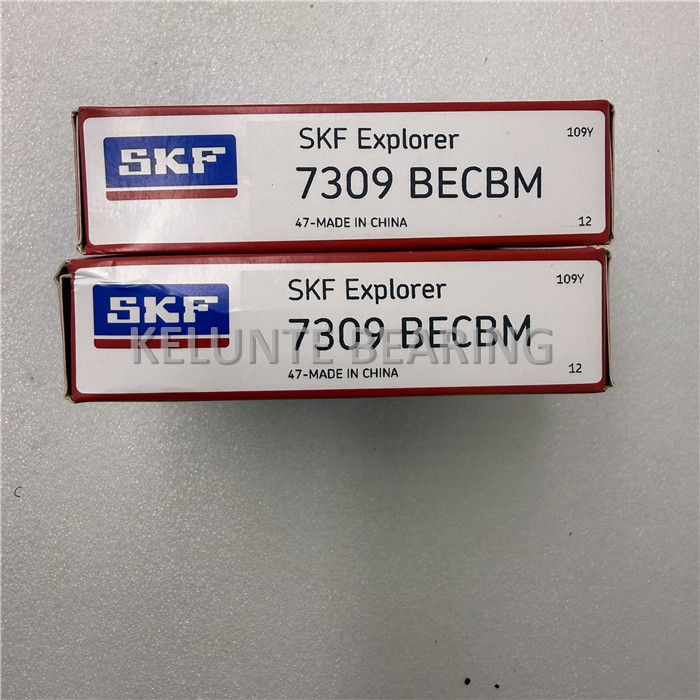 SKF
SKF Explorer
109Y
7309 BECBM
47-MADE IN CHINA
12
SKF
SKF Explorer
109Y
7309 BECBM
KELUNTE BEARING
47-MADE IN CHINA
12